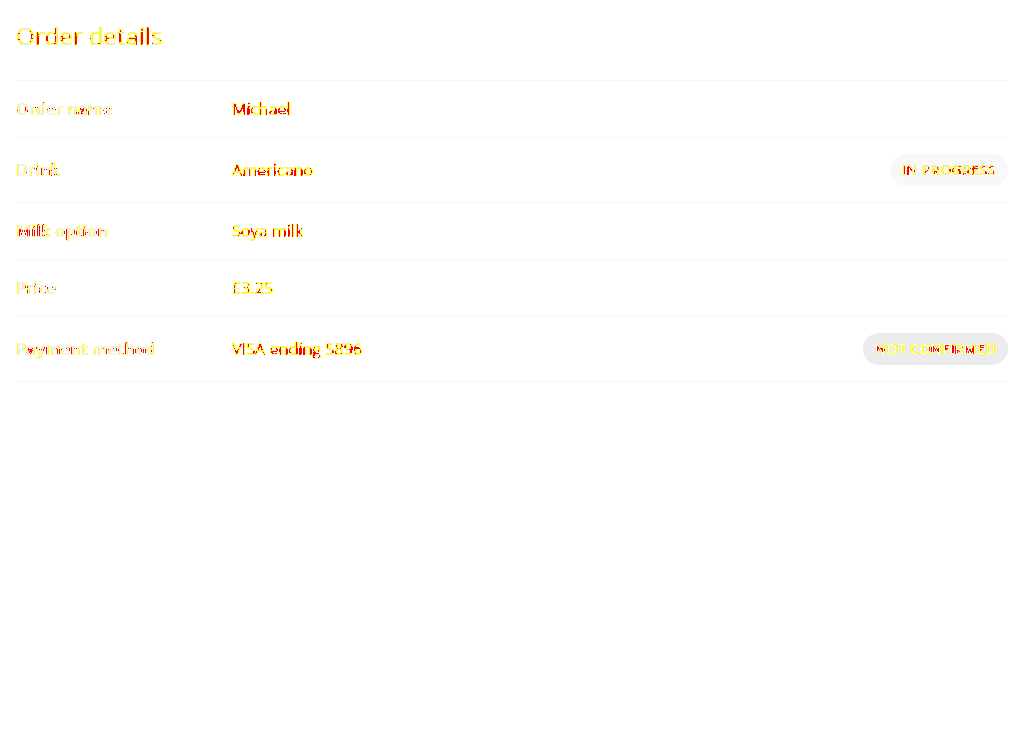 Order details
Order name Michael
Drink Americano IN PROGRESS
Milk option Soya milk
Price £3.25
Payment method VISA ending 5896 NOT CONFIRMED